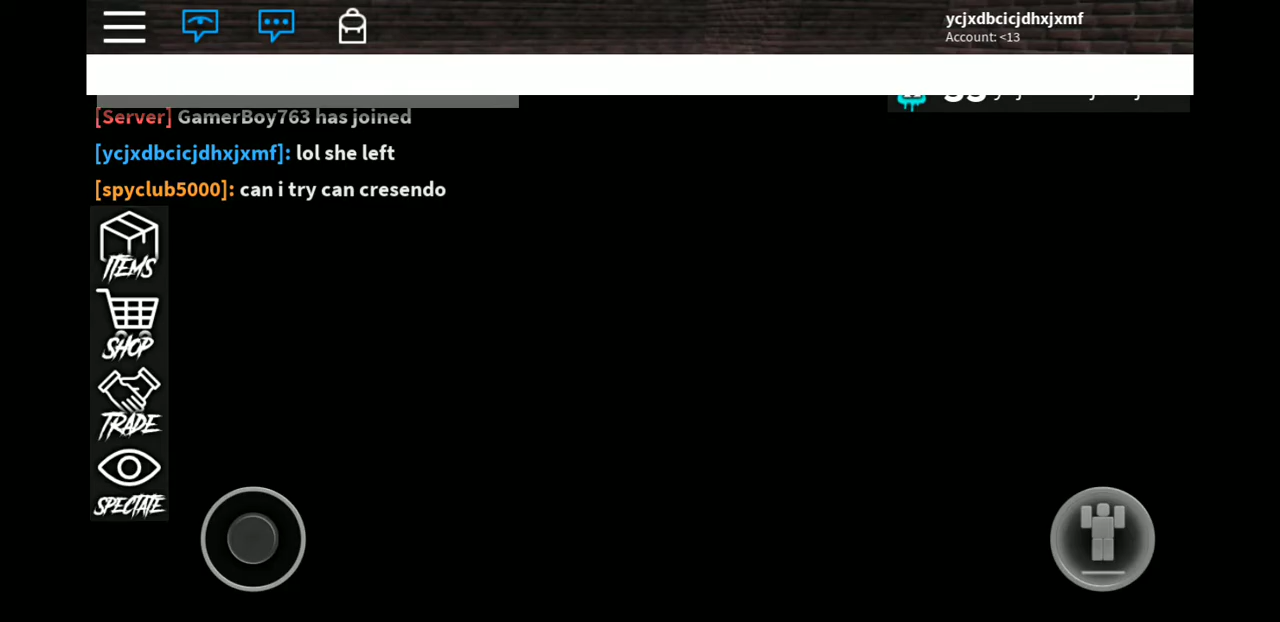 ycjxdbcicjdhxjxmf
Account: <13
[Server] GamerBoy763 has joined
[ycjxdbcicjdhxjxmf]: lol she left
[spyclub5000]: can i try can cresendo
ITEMS
SHOP
TRADE
SPECTATE